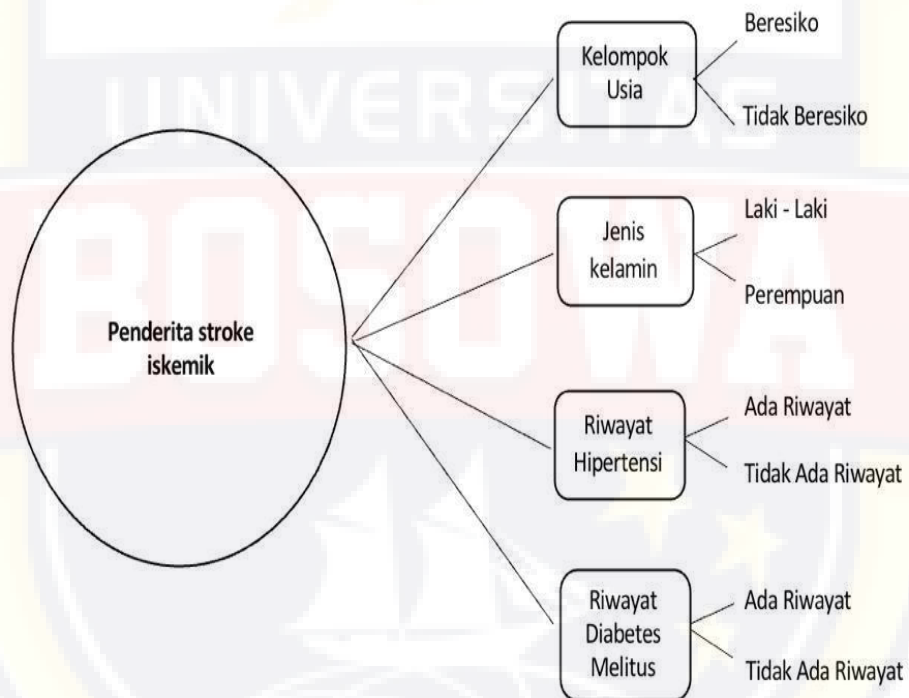 UNIVERSITAS
BOSOWA
Penderita stroke
iskemik
Kelompok
Usia
Beresiko
Tidak Beresiko
Jenis
kelamin
Laki - Laki
Perempuan
Riwayat
Hipertensi
Ada Riwayat
Tidak Ada Riwayat
Riwayat
Diabetes
Melitus
Ada Riwayat
Tidak Ada Riwayat